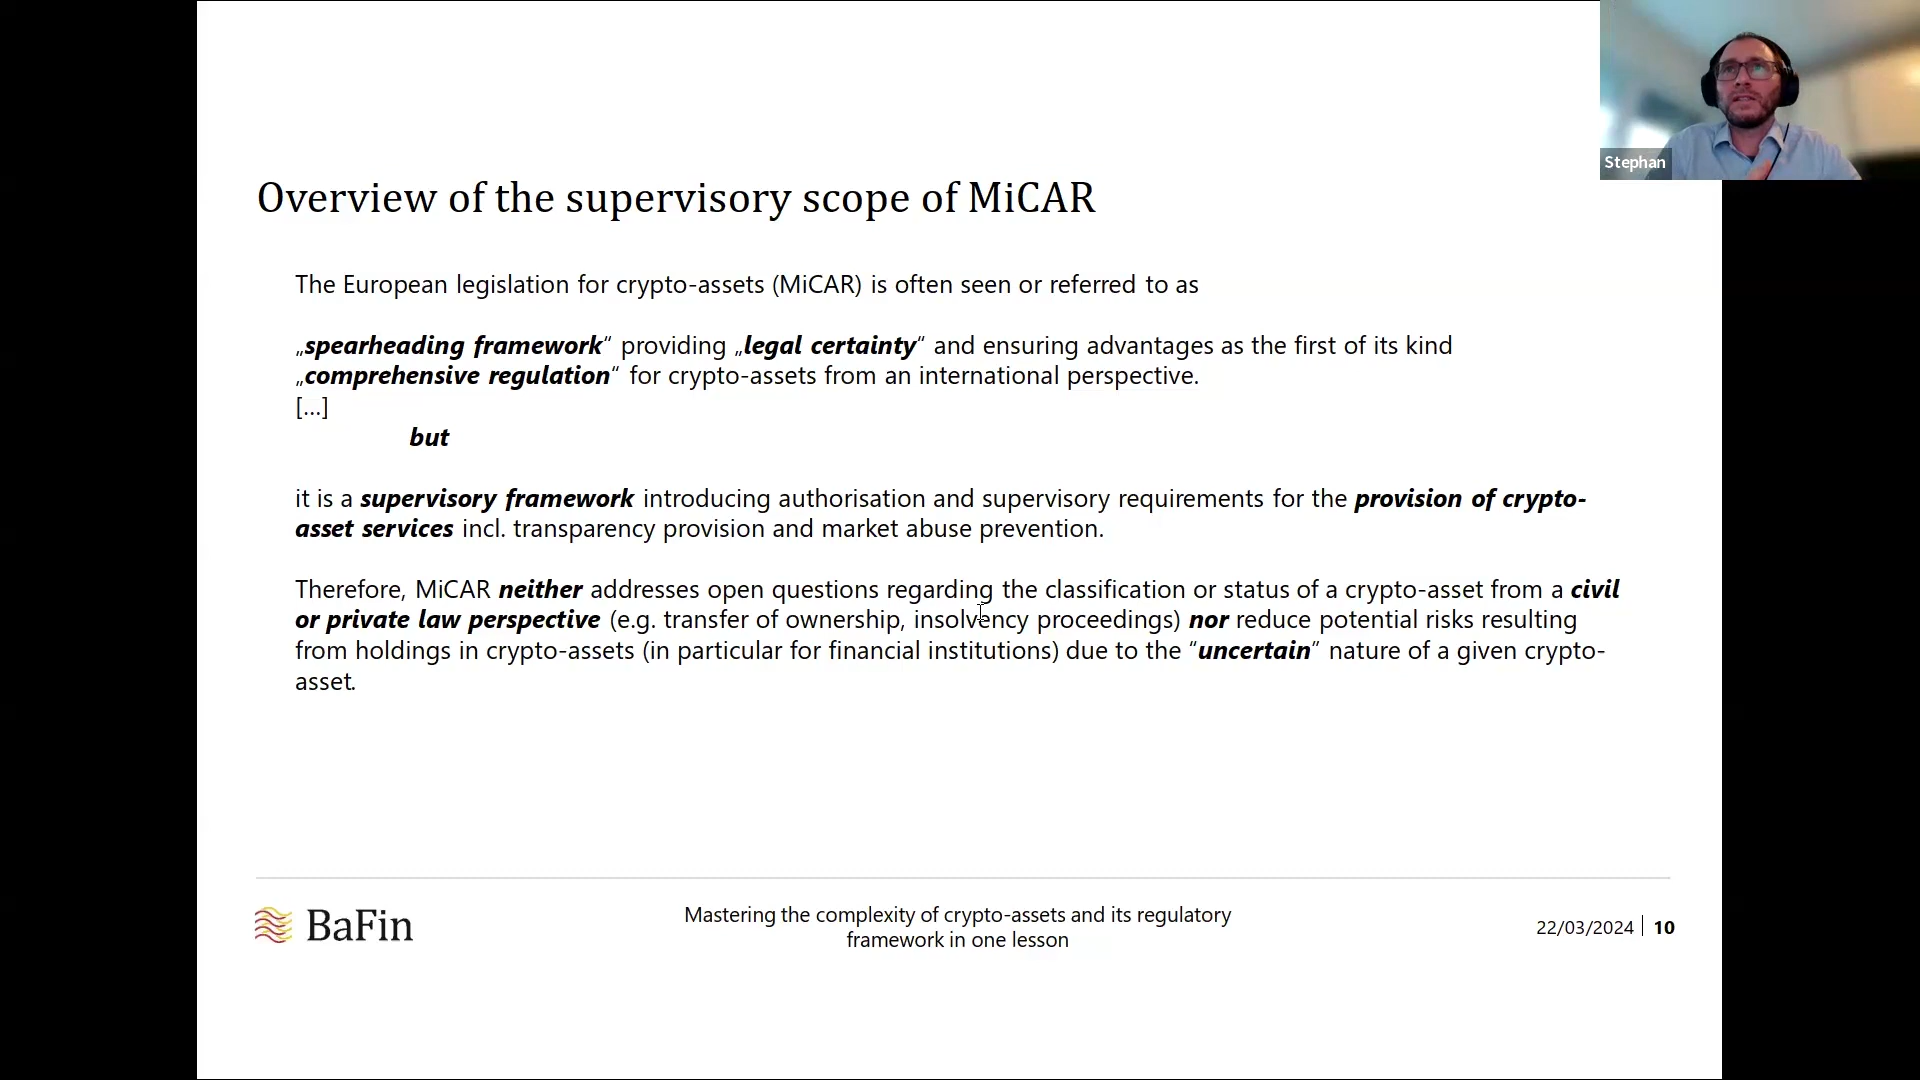 Stephan
Overview of the supervisory scope of MiCAR
The European legislation for crypto-assets (MiCAR) is often seen or referred to as
„spearheading framework“ providing „legal certainty“ and ensuring advantages as the first of its kind
„comprehensive regulation“ for crypto-assets from an international perspective.
[…]
but
it is a supervisory framework introducing authorisation and supervisory requirements for the provision of crypto-
asset services incl. transparency provision and market abuse prevention.
Therefore, MiCAR neither addresses open questions regarding the classification or status of a crypto-asset from a civil
or private law perspective (e.g. transfer of ownership, insolvency proceedings) nor reduce potential risks resulting
from holdings in crypto-assets (in particular for financial institutions) due to the “uncertain“ nature of a given crypto-
asset.
BaFin
Mastering the complexity of crypto-assets and its regulatory
framework in one lesson
22/03/2024 | 10